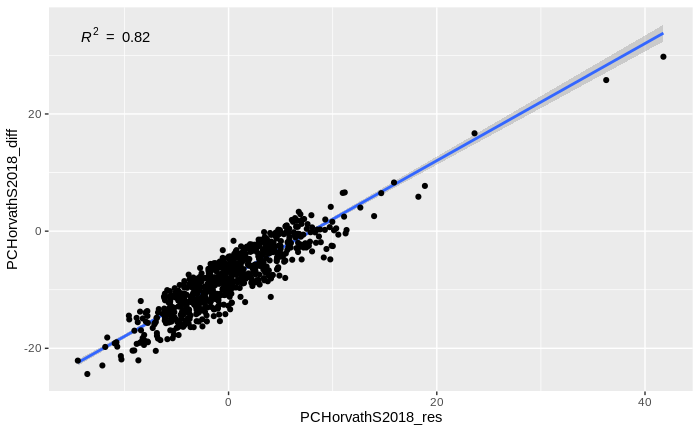 R² = 0.82
PCHorvathS2018_diff
20
0
-20
0
20
40
PCHorvathS2018_res